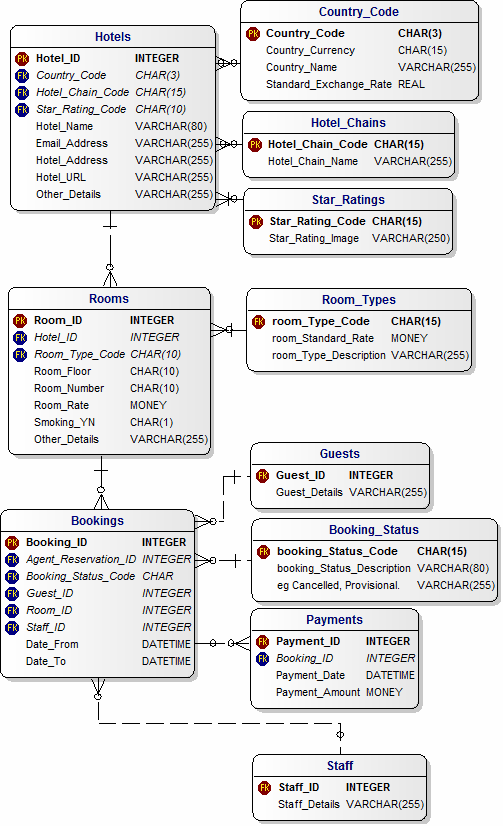 Hotels
PK Hotel_ID INTEGER
FK Country_Code CHAR(3)
FK Hotel_Chain_Code CHAR(15)
FK Star_Rating_Code CHAR(10)
Hotel_Name VARCHAR(80)
Email_Address VARCHAR(255)
Hotel_Address VARCHAR(255)
Hotel_URL VARCHAR(255)
Other_Details VARCHAR(255)
Country_Code
PK Country_Code CHAR(3)
Country_Currency CHAR(15)
Country_Name VARCHAR(255)
Standard_Exchange_Rate REAL
Hotel_Chains
PK Hotel_Chain_Code CHAR(15)
Hotel_Chain_Name VARCHAR(255)
Star_Ratings
PK Star_Rating_Code CHAR(15)
Star_Rating_Image VARCHAR(250)
Rooms
PK Room_ID INTEGER
FK Hotel_ID INTEGER
FK Room_Type_Code CHAR(10)
Room_Floor CHAR(10)
Room_Number CHAR(10)
Room_Rate MONEY
Smoking_YN CHAR(1)
Other_Details VARCHAR(255)
Room_Types
FK room_Type_Code CHAR(15)
room_Standard_Rate MONEY
room_Type_Description VARCHAR(255)
Guests
FK Guest_ID INTEGER
Guest_Details VARCHAR(255)
Bookings
PK Booking_ID INTEGER
FK Agent_Reservation_ID INTEGER
FK Booking_Status_Code CHAR
FK Guest_ID INTEGER
FK Room_ID INTEGER
FK Staff_ID INTEGER
Date_From DATETIME
Date_To DATETIME
Booking_Status
FK booking_Status_Code CHAR(15)
booking_Status_Description VARCHAR(80)
eg Cancelled, Provisional. VARCHAR(255)
Payments
FK Payment_ID INTEGER
FK Booking_ID INTEGER
Payment_Date DATETIME
Payment_Amount MONEY
Staff
FK Staff_ID INTEGER
Staff_Details VARCHAR(255)